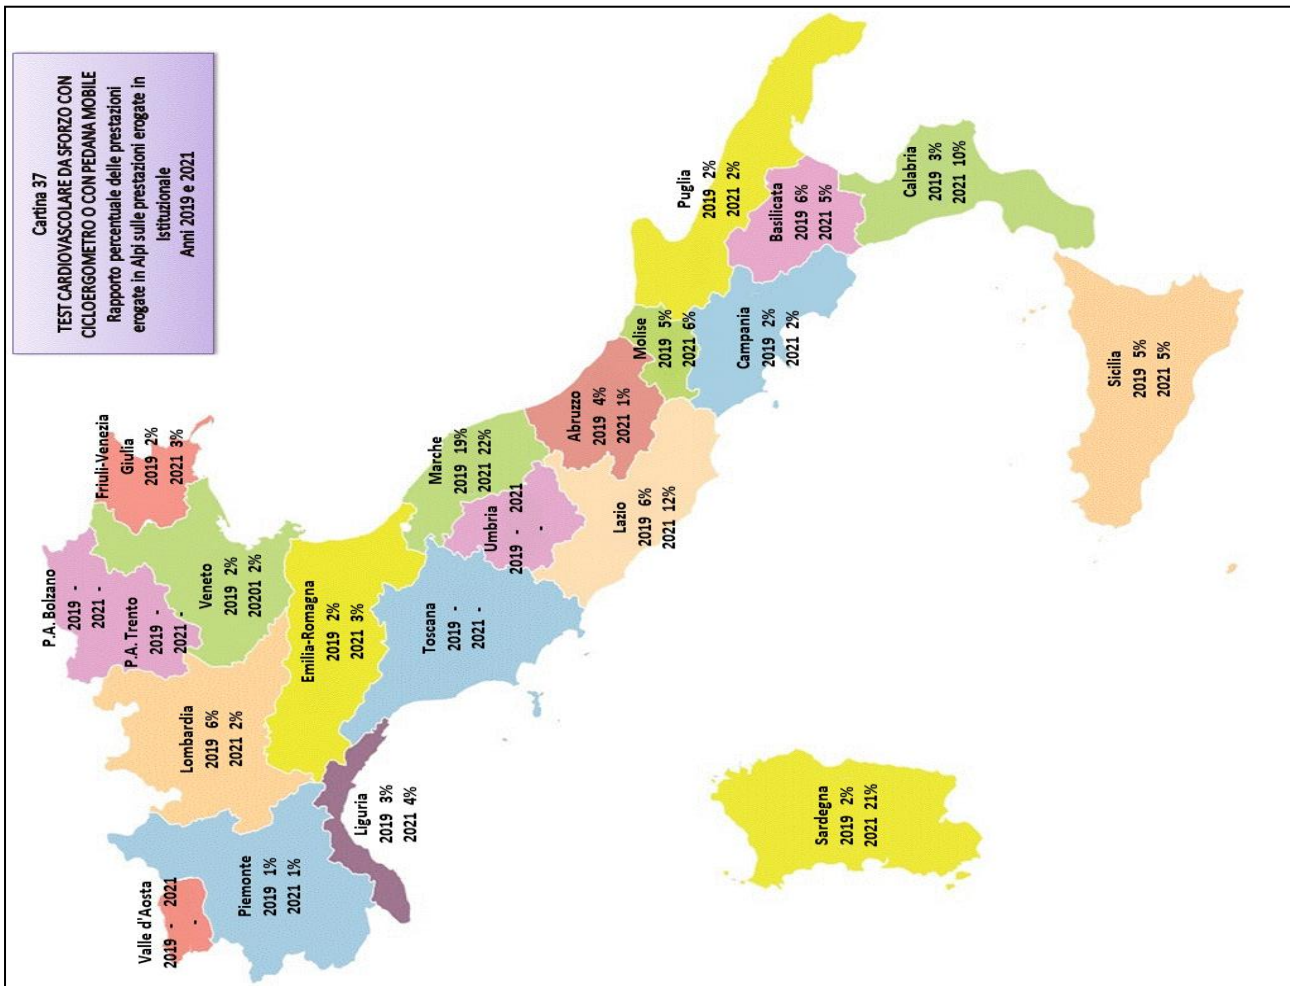 Cartina 37
TEST CARDIOVASCOLARE DA SFORZO CON
CICLOERGOMETRO O CON PEDANA MOBILE
Rapporto percentuale delle prestazioni
erogate in Alpi sulle prestazioni erogate in
Istituzionale
Anni 2019 e 2021
Valle d'Aosta
2019 - 2021
-
Piemonte
2019 1%
2021 1%
Liguria
2019 3%
2021 4%
Lombardia
2019 6%
2021 2%
P.A. Bolzano
2019 -
2021 -
P.A. Trento
2019 -
2021 -
Veneto
2019 2%
20201 2%
Friuli-Venezia
Giulia
2019 2%
2021 3%
Emilia-Romagna
2019 2%
2021 3%
Toscana
2019 -
2021 -
Umbria
2019 - 2021
-
Marche
2019 19%
2021 22%
Lazio
2019 6%
2021 12%
Abruzzo
2019 4%
2021 1%
Molise
2019 5%
2021 6%
Campania
2019 2%
2021 2%
Puglia
2019 2%
2021 2%
Basilicata
2019 6%
2021 5%
Calabria
2019 3%
2021 10%
Sicilia
2019 5%
2021 5%
Sardegna
2019 2%
2021 21%